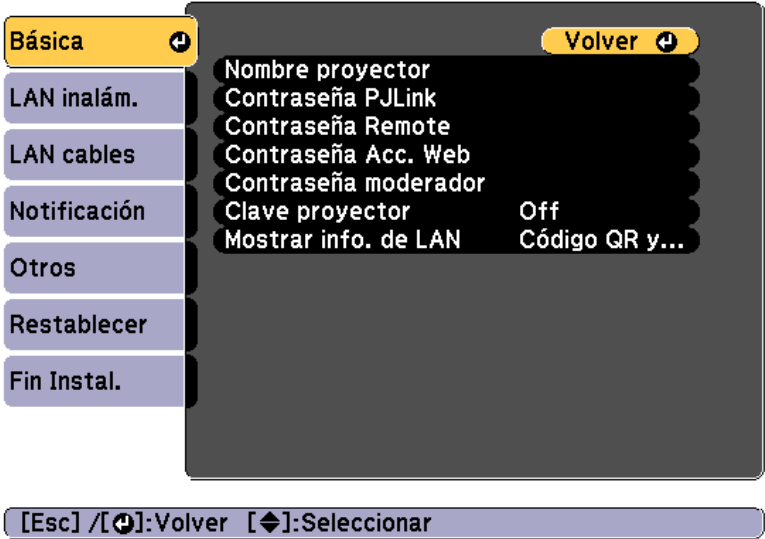 Básica
LAN inalám.
LAN cables
Notificación
Otros
Restablecer
Fin Instal.
Volver
Nombre proyector
Contraseña PJLink
Contraseña Remote
Contraseña Acc. Web
Contraseña moderador
Clave proyector Off
Mostrar info. de LAN Código QR y...
[Esc] /[⏎]:Volver [◆]:Seleccionar